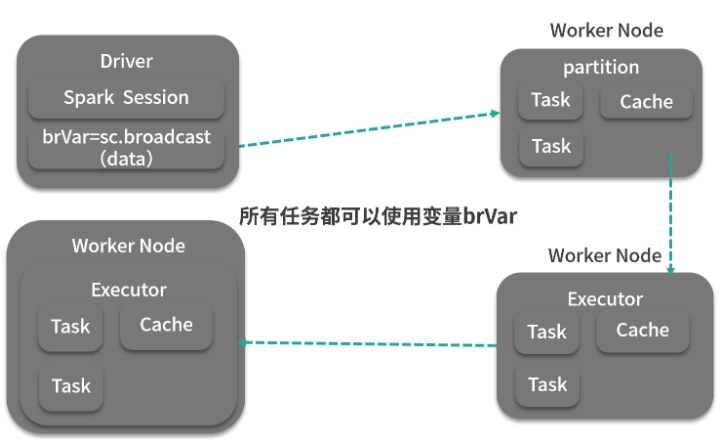 Driver
Spark Session
brVar=sc.broadcast
（data）
Worker Node
partition
Task
Cache
Task
所有任务都可以使用变量brVar
Worker Node
Executor
Task
Cache
Task
Worker Node
Executor
Task
Cache
Task